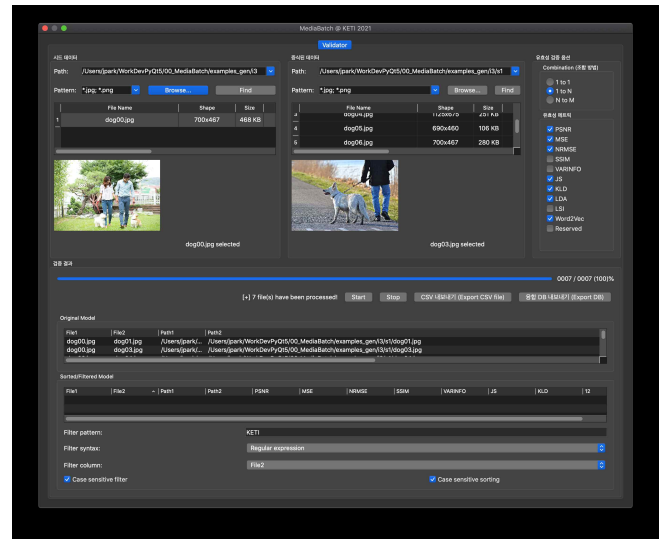 MediaBatch @ KETI 2021
Validator
시드 데이터
Path: /Users/jpark/WorkDevPyQt5/00_MediaBatch/examples_gen/i3
Pattern: *.jpg; *.png Browse... Find
File Name Shape Size
1 dog00.jpg 700x467 468 KB
dog00.jpg selected
증식된 데이터
Path: /Users/jpark/WorkDevPyQt5/00_MediaBatch/examples_gen/i3/s1
Pattern: *.jpg; *.png Browse... Find
File Name Shape Size
3 dog04.jpg 1125x675 251 KB
4 dog05.jpg 690x460 106 KB
5 dog06.jpg 700x467 280 KB
dog03.jpg selected
유효성 검증 옵션
Combination (조합 방법)
1 to 1
1 to N
N to M
유효성 메트릭
PSNR
MSE
NRMSE
SSIM
VARINFO
JS
KLD
LDA
LSI
Word2Vec
Reserved
검증 결과
0007 / 0007 (100)%
[+] 7 file(s) have been processed! Start Stop CSV 내보내기 (Export CSV file) 융합 DB 내보내기 (Export DB)
Original Model
File1 File2 Path1 Path2
dog00.jpg dog01.jpg /Users/jpark/... /Users/jpark/WorkDevPyQt5/00_MediaBatch/examples_gen/i3/s1/dog01.jpg
dog00.jpg dog03.jpg /Users/jpark/... /Users/jpark/WorkDevPyQt5/00_MediaBatch/examples_gen/i3/s1/dog03.jpg
Sorted/Filtered Model
File1 File2 Path1 Path2 PSNR MSE NRMSE SSIM VARINFO JS KLD 12
Filter pattern: KETI
Filter syntax: Regular expression
Filter column: File2
Case sensitive filter Case sensitive sorting